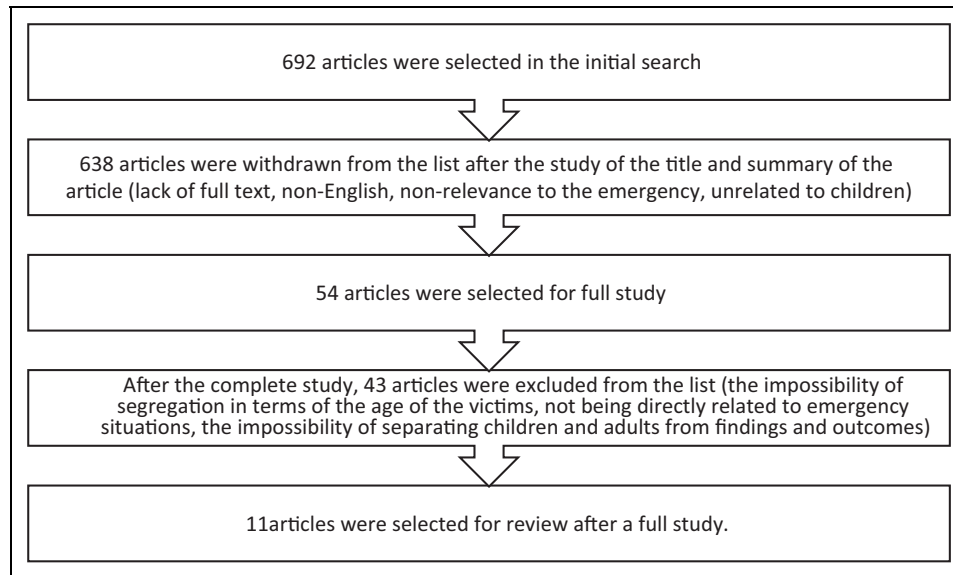 692 articles were selected in the initial search
638 articles were withdrawn from the list after the study of the title and summary of the
article (lack of full text, non-English, non-relevance to the emergency, unrelated to children)
54 articles were selected for full study
After the complete study, 43 articles were excluded from the list (the impossibility of
segregation in terms of the age of the victims, not being directly related to emergency
situations, the impossibility of separating children and adults from findings and outcomes)
11articles were selected for review after a full study.